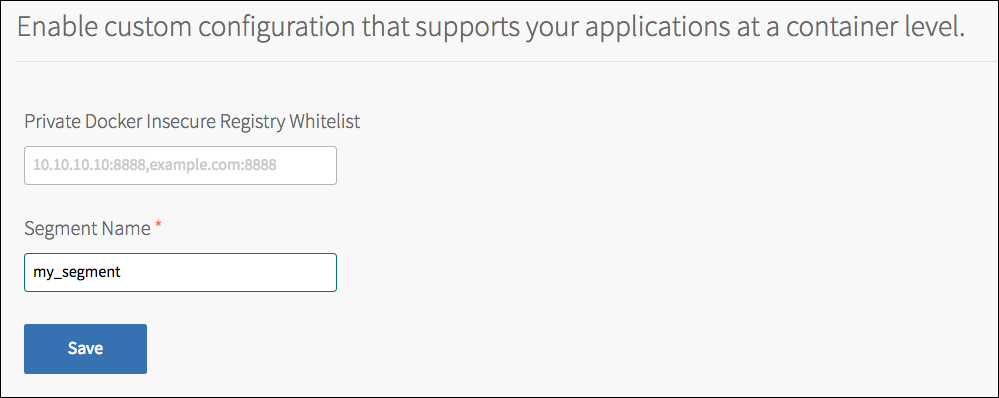 Enable custom configuration that supports your applications at a container level.
Private Docker Insecure Registry Whitelist
10.10.10.10:8888,example.com:8888
Segment Name *
my_segment
Save